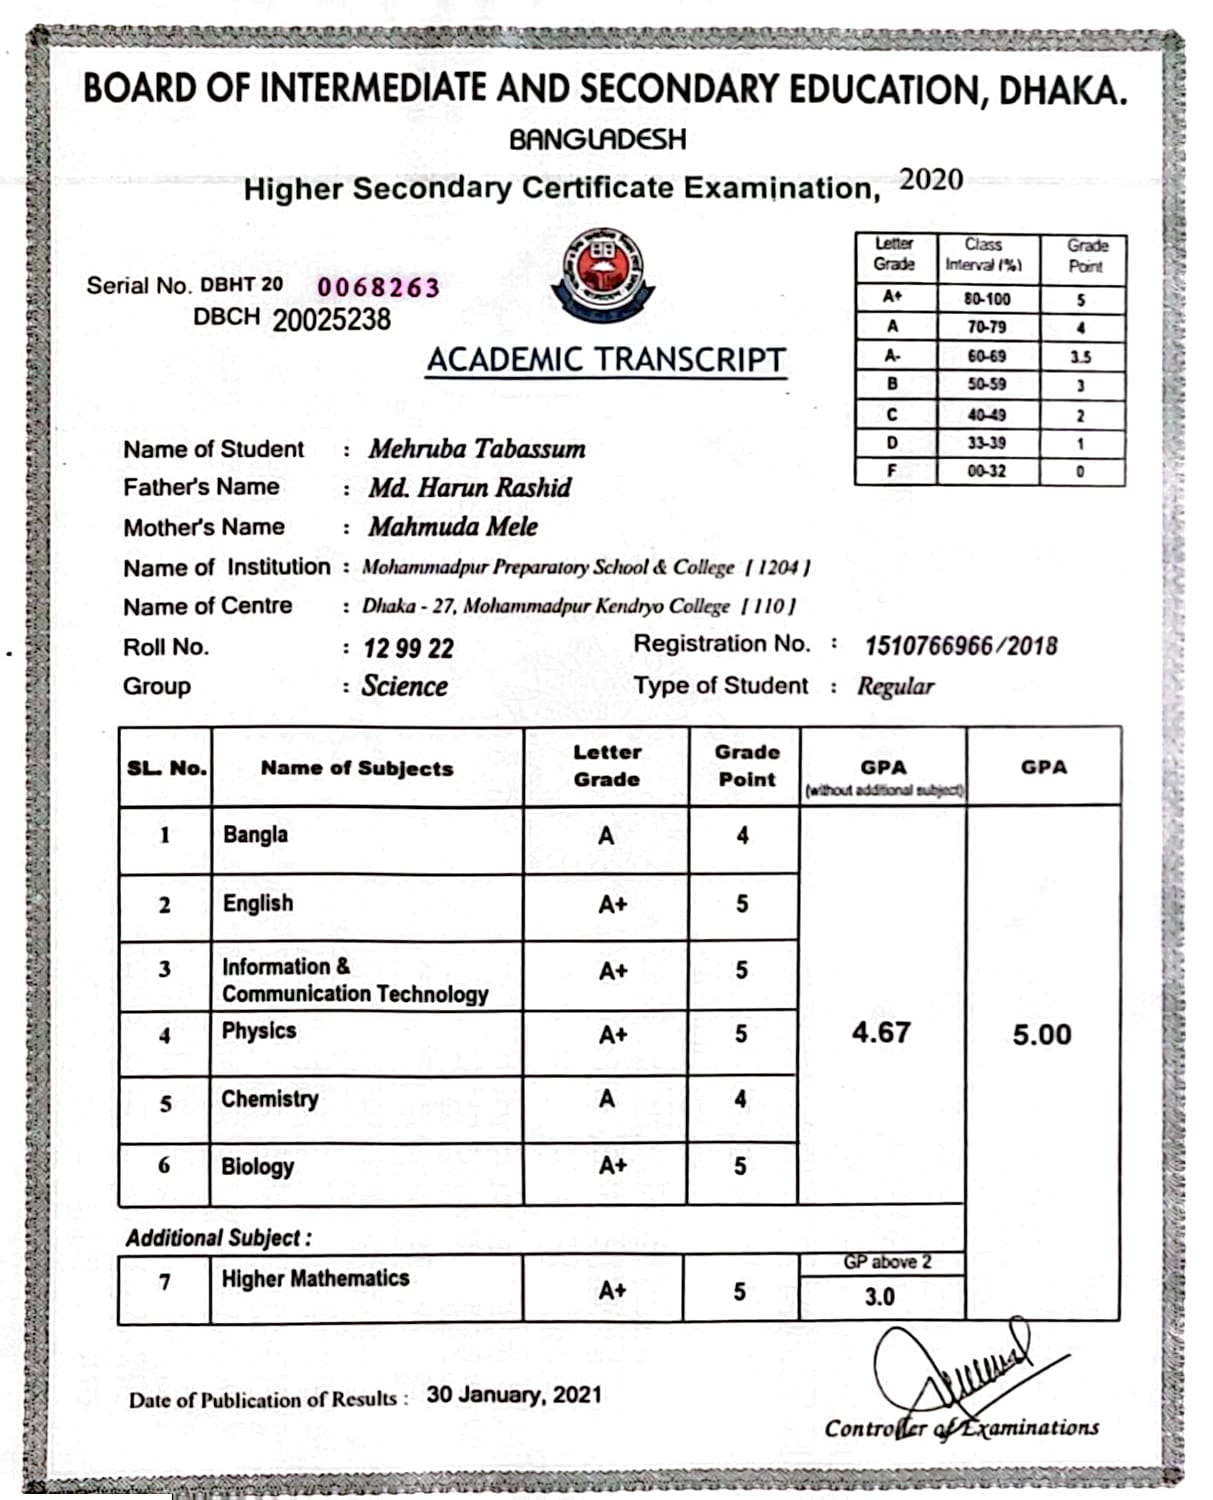 BOARD OF INTERMEDIATE AND SECONDARY EDUCATION, DHAKA.
BANGLADESH
Higher Secondary Certificate Examination, 2020
Serial No. DBHT 20 0068263
DBCH 20025238
ACADEMIC TRANSCRIPT
Letter Grade Class Interval (%) Grade Point
A+ 80-100 5
A 70-79 4
A- 60-69 3.5
B 50-59 3
C 40-49 2
D 33-39 1
F 00-32 0
Name of Student : Mehruba Tabassum
Father's Name : Md. Harun Rashid
Mother's Name : Mahmuda Mele
Name of Institution : Mohammadpur Preparatory School & College [ 1204 ]
Name of Centre : Dhaka - 27, Mohammadpur Kendryo College [ 110 ]
Roll No. : 12 99 22 Registration No. : 1510766966/2018
Group : Science Type of Student : Regular
SL. No. Name of Subjects Letter Grade Grade Point GPA (without additional subject) GPA
1 Bangla A 4
2 English A+ 5
3 Information &
Communication Technology A+ 5
4 Physics A+ 5 4.67 5.00
5 Chemistry A 4
6 Biology A+ 5
Additional Subject :
7 Higher Mathematics A+ 5 GP above 2
3.0
Date of Publication of Results : 30 January, 2021
Controller of Examinations